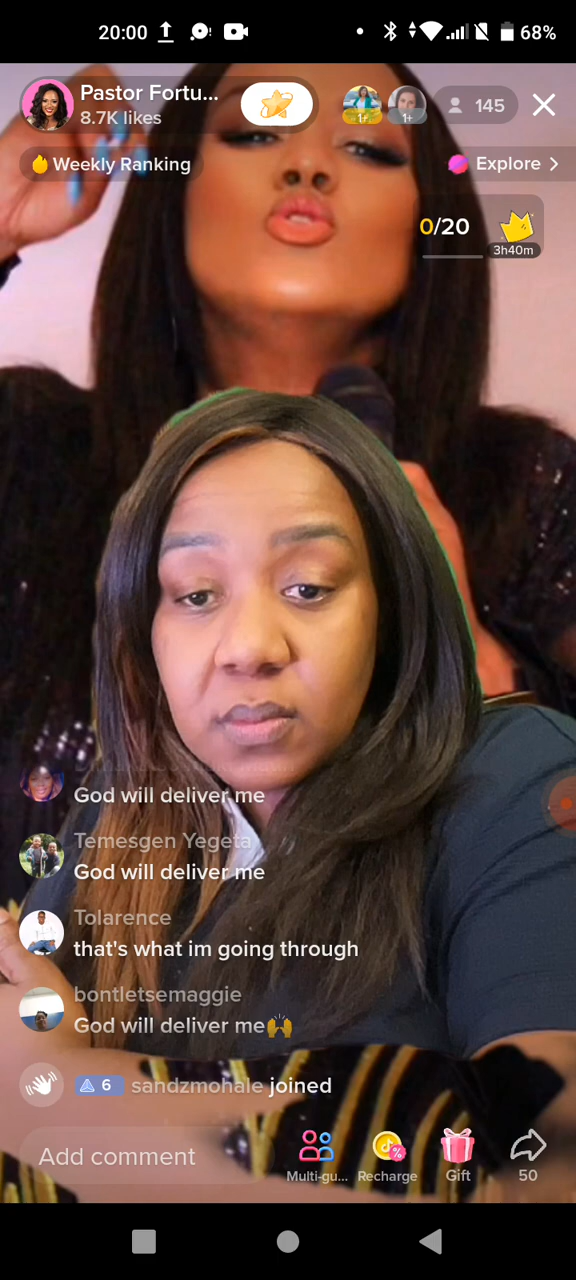 20:00
68%
Pastor Fortu...
8.7K likes
1+
1+
145
Weekly Ranking
Explore
0/20
3h40m
God will deliver me
Temesgen Yegeta
God will deliver me
Tolarence
that's what im going through
bontletsemaggie
God will deliver me🙌
6 sandzmohale joined
Add comment
Multi-gu...
Recharge
Gift
50